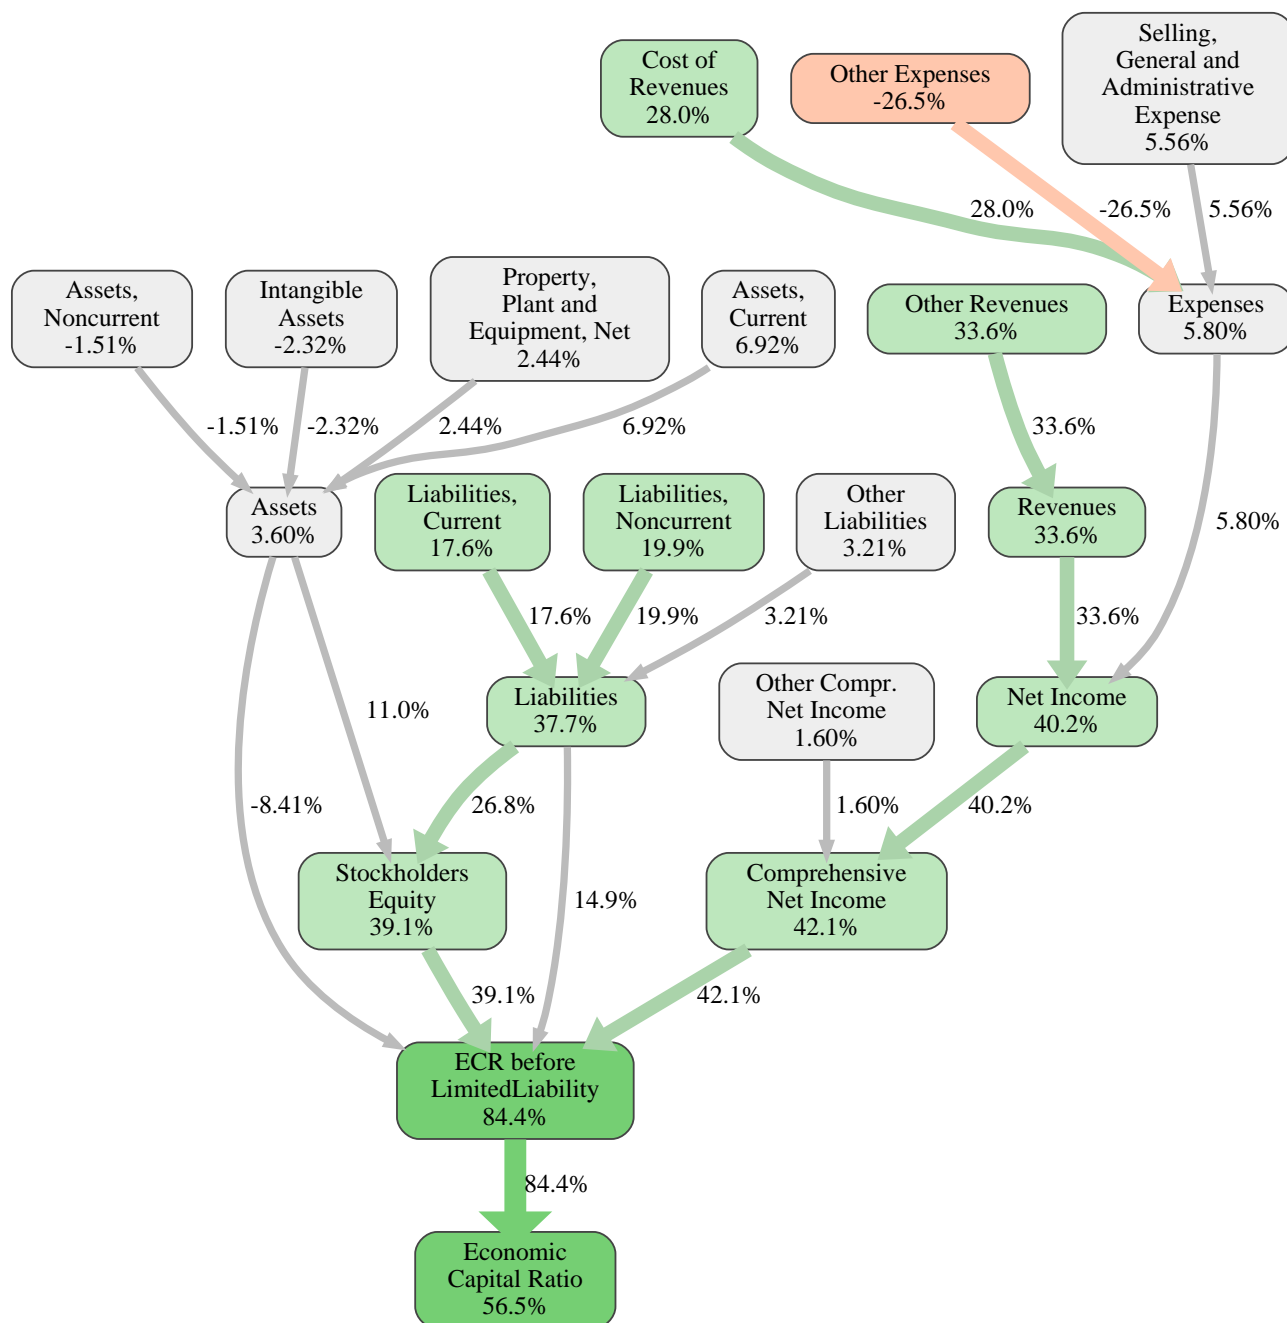 Selling,
General and
Administrative
Expense
5.56%
Cost of
Revenues
28.0%
Other Expenses
-26.5%
28.0%
-26.5%
5.56%
Assets,
Noncurrent
-1.51%
Intangible
Assets
-2.32%
Property,
Plant and
Equipment, Net
2.44%
Assets,
Current
6.92%
Other Revenues
33.6%
Expenses
5.80%
-1.51%
-2.32%
2.44%
6.92%
33.6%
Assets
3.60%
Liabilities,
Current
17.6%
Liabilities,
Noncurrent
19.9%
Other
Liabilities
3.21%
Revenues
33.6%
5.80%
17.6%
19.9%
3.21%
33.6%
11.0%
Liabilities
37.7%
Other Compr.
Net Income
1.60%
Net Income
40.2%
-8.41%
26.8%
1.60%
40.2%
Stockholders
Equity
39.1%
14.9%
Comprehensive
Net Income
42.1%
39.1%
42.1%
ECR before
LimitedLiability
84.4%
84.4%
Economic
Capital Ratio
56.5%